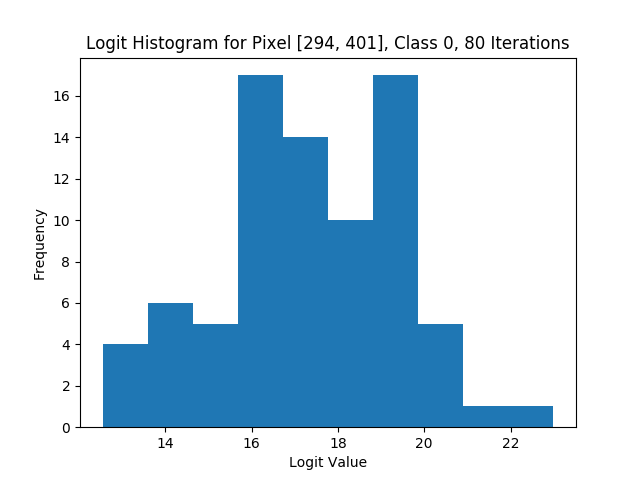 Logit Histogram for Pixel [294, 401], Class 0, 80 Iterations
16
14
12
10
8
6
4
2
0
Frequency
14 16 18 20 22
Logit Value